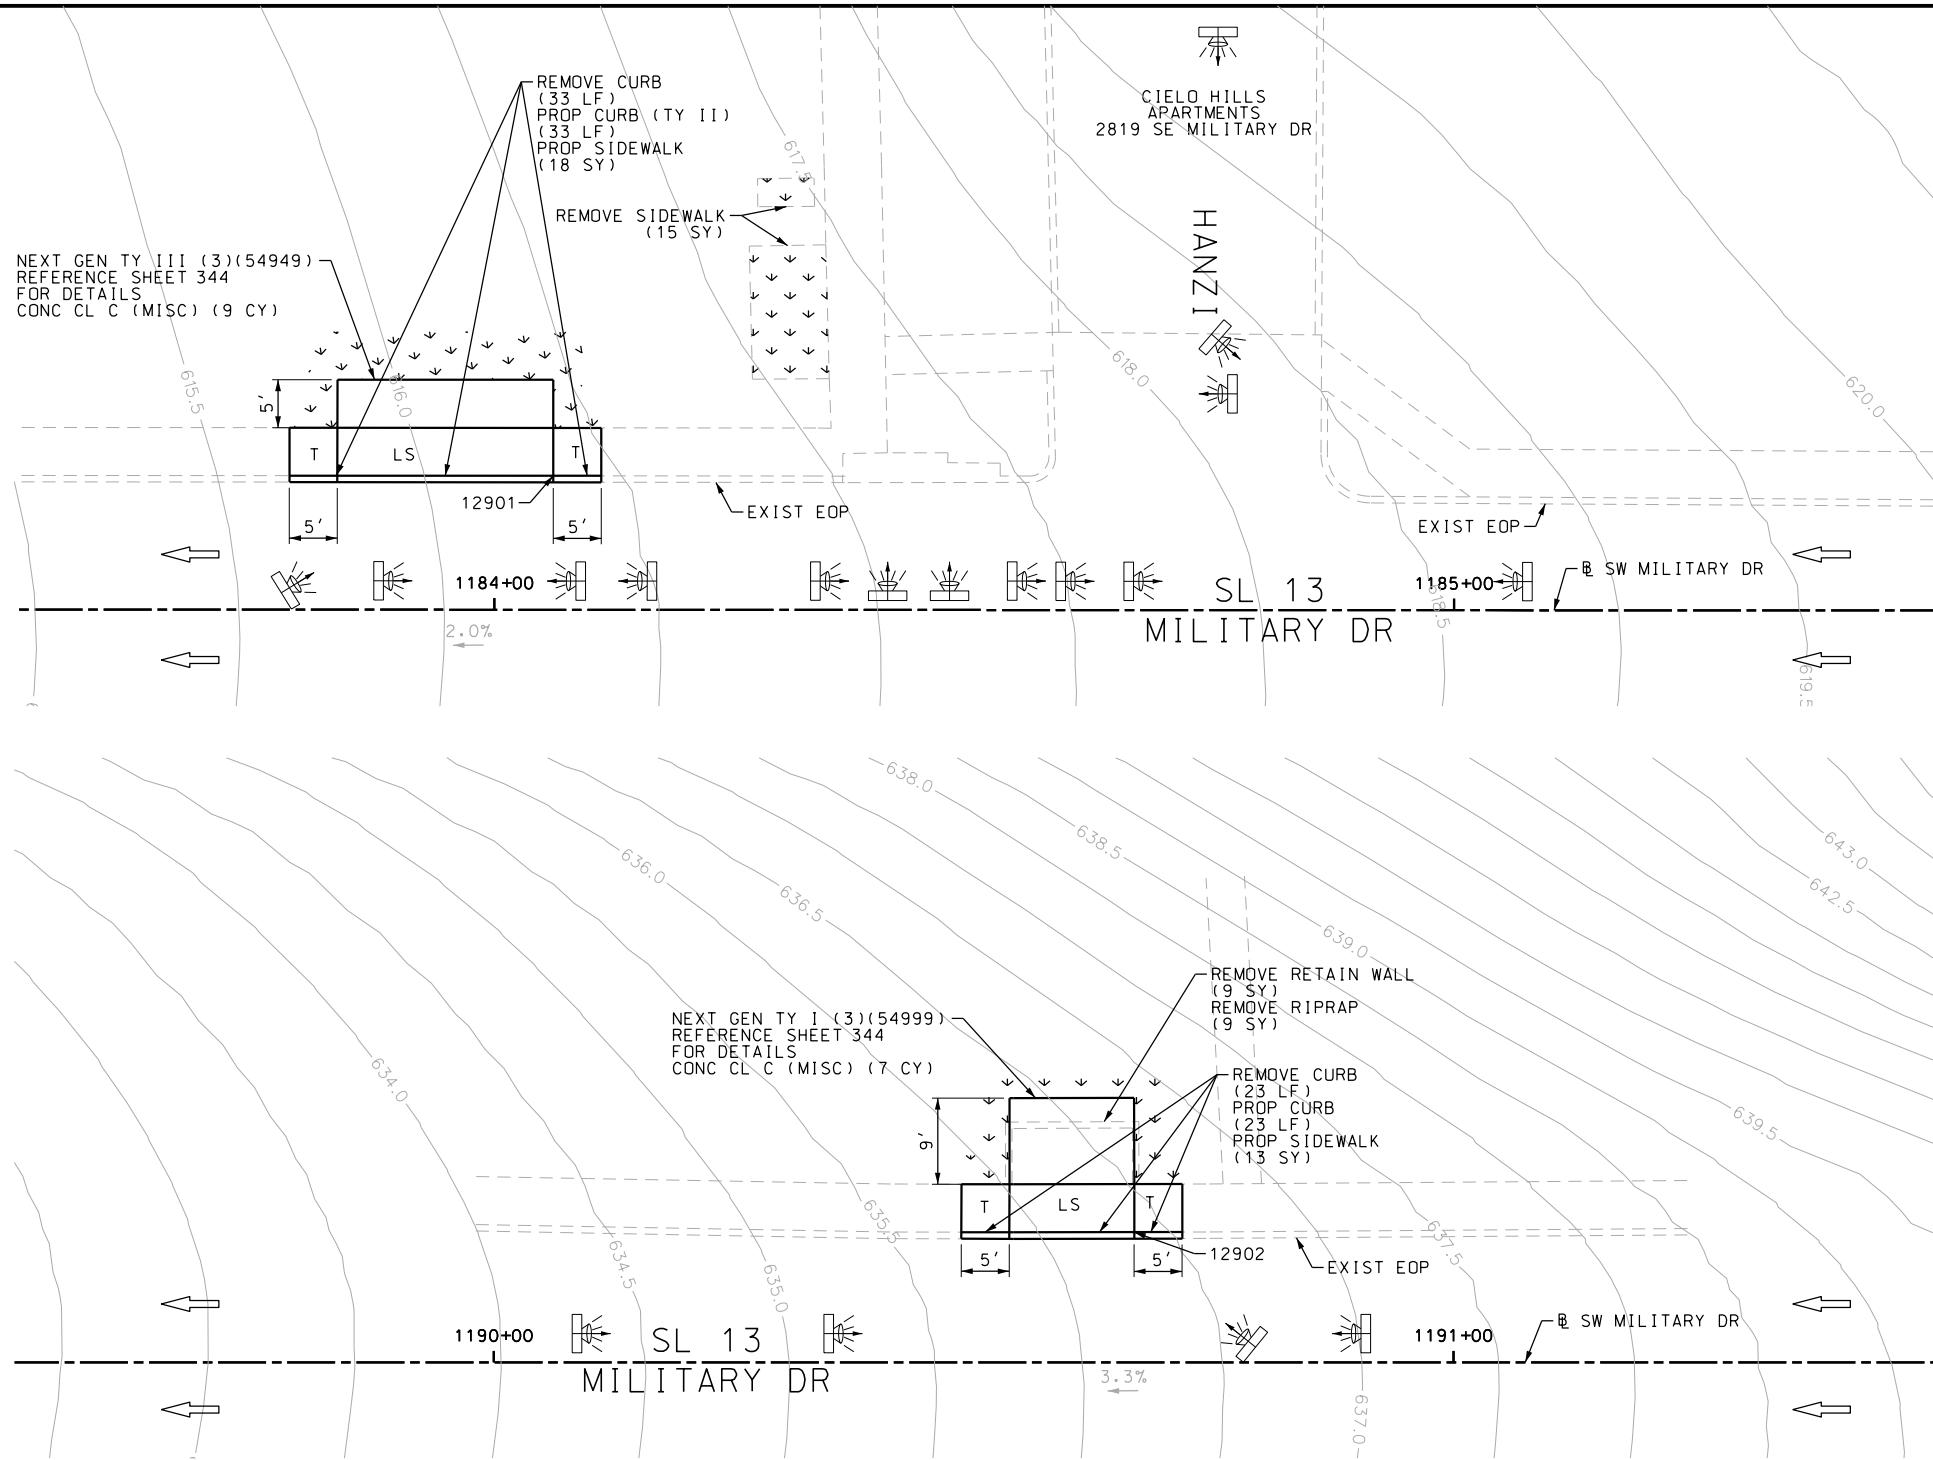 REMOVE CURB
(33 LF)
PROP CURB (TY II)
(33 LF)
PROP SIDEWALK
(18 SY)
CIELO HILLS
APARTMENTS
2819 SE MILITARY DR
617.5
REMOVE SIDEWALK
(15 SY)
HANZI
NEXT GEN TY III (3)(54949)
REFERENCE SHEET 344
FOR DETAILS
CONC CL C (MISC) (9 CY)
615.5
616.0
618.0
620.0
5'
T
LS
T
12901
EXIST EOP
EXIST EOP
5'
5'
1184+00
SL 13
1185+00
℄ SW MILITARY DR
618.5
2.0%
MILITARY DR
619.5
638.0
638.5
636.0
636.5
643.0
642.5
639.0
REMOVE RETAIN WALL
(9 SY)
REMOVE RIPRAP
(9 SY)
NEXT GEN TY I (3)(54999)
REFERENCE SHEET 344
FOR DETAILS
CONC CL C (MISC) (7 CY)
634.0
REMOVE CURB
(23 LF)
PROP CURB
(23 LF)
PROP SIDEWALK
(13 SY)
639.5
9'
T
LS
T
635.5
637.5
634.5
635.0
5'
5'
12902
EXIST EOP
1190+00
SL 13
1191+00
℄ SW MILITARY DR
MILITARY DR
3.3%
637.0